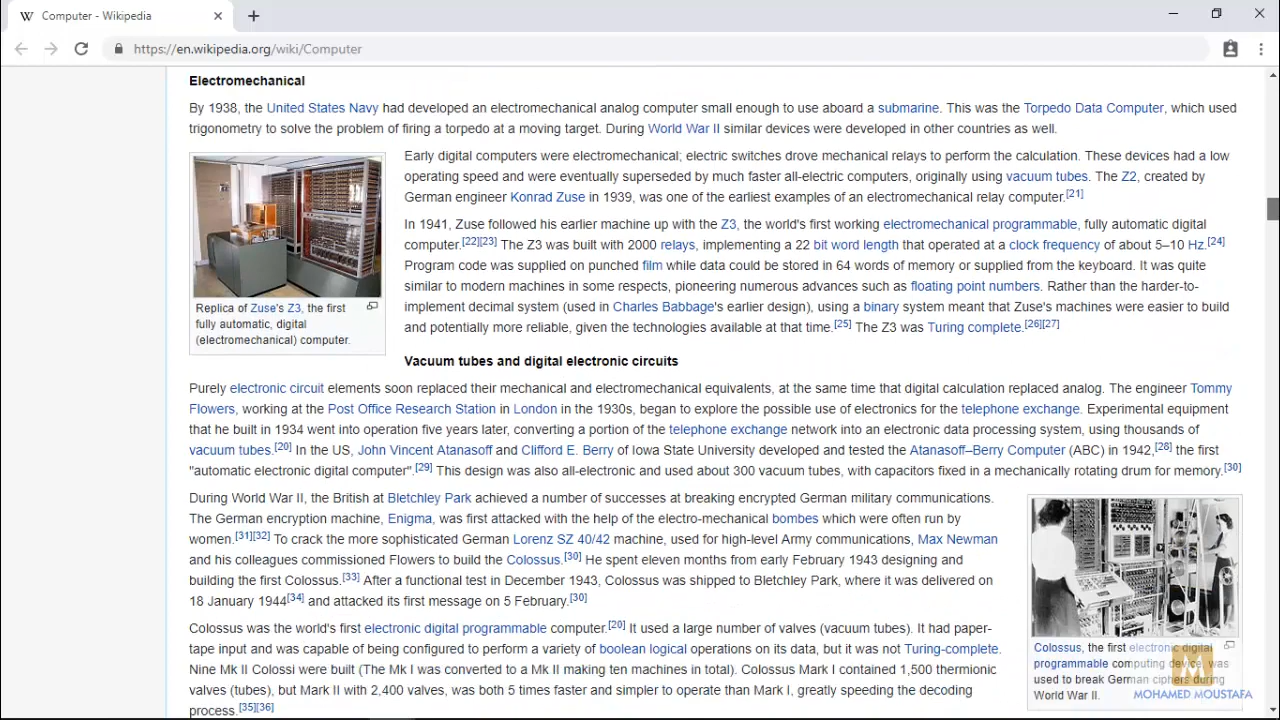 Computer - Wikipedia
https://en.wikipedia.org/wiki/Computer
Electromechanical
By 1938, the United States Navy had developed an electromechanical analog computer small enough to use aboard a submarine. This was the Torpedo Data Computer, which used
trigonometry to solve the problem of firing a torpedo at a moving target. During World War II similar devices were developed in other countries as well.
Replica of Zuse's Z3, the first
fully automatic, digital
(electromechanical) computer.
Early digital computers were electromechanical; electric switches drove mechanical relays to perform the calculation. These devices had a low
operating speed and were eventually superseded by much faster all-electric computers, originally using vacuum tubes. The Z2, created by
German engineer Konrad Zuse in 1939, was one of the earliest examples of an electromechanical relay computer.[21]
In 1941, Zuse followed his earlier machine up with the Z3, the world's first working electromechanical programmable, fully automatic digital
computer.[22][23] The Z3 was built with 2000 relays, implementing a 22 bit word length that operated at a clock frequency of about 5–10 Hz.[24]
Program code was supplied on punched film while data could be stored in 64 words of memory or supplied from the keyboard. It was quite
similar to modern machines in some respects, pioneering numerous advances such as floating point numbers. Rather than the harder-to-
implement decimal system (used in Charles Babbage's earlier design), using a binary system meant that Zuse's machines were easier to build
and potentially more reliable, given the technologies available at that time.[25] The Z3 was Turing complete.[26][27]
Vacuum tubes and digital electronic circuits
Purely electronic circuit elements soon replaced their mechanical and electromechanical equivalents, at the same time that digital calculation replaced analog. The engineer Tommy
Flowers, working at the Post Office Research Station in London in the 1930s, began to explore the possible use of electronics for the telephone exchange. Experimental equipment
that he built in 1934 went into operation five years later, converting a portion of the telephone exchange network into an electronic data processing system, using thousands of
vacuum tubes.[20] In the US, John Vincent Atanasoff and Clifford E. Berry of Iowa State University developed and tested the Atanasoff–Berry Computer (ABC) in 1942,[28] the first
"automatic electronic digital computer".[29] This design was also all-electronic and used about 300 vacuum tubes, with capacitors fixed in a mechanically rotating drum for memory.[30]
During World War II, the British at Bletchley Park achieved a number of successes at breaking encrypted German military communications.
The German encryption machine, Enigma, was first attacked with the help of the electro-mechanical bombes which were often run by
women.[31][32] To crack the more sophisticated German Lorenz SZ 40/42 machine, used for high-level Army communications, Max Newman
and his colleagues commissioned Flowers to build the Colossus.[30] He spent eleven months from early February 1943 designing and
building the first Colossus.[33] After a functional test in December 1943, Colossus was shipped to Bletchley Park, where it was delivered on
18 January 1944[34] and attacked its first message on 5 February.[30]
Colossus was the world's first electronic digital programmable computer.[20] It used a large number of valves (vacuum tubes). It had paper-
tape input and was capable of being configured to perform a variety of boolean logical operations on its data, but it was not Turing-complete.
Nine Mk II Colossi were built (The Mk I was converted to a Mk II making ten machines in total). Colossus Mark I contained 1,500 thermionic
valves (tubes), but Mark II with 2,400 valves, was both 5 times faster and simpler to operate than Mark I, greatly speeding the decoding
process.[35][36]
Colossus, the first electronic digital
programmable computing device, was
used to break German ciphers during
World War II.
MOHAMED MOUSTAFA